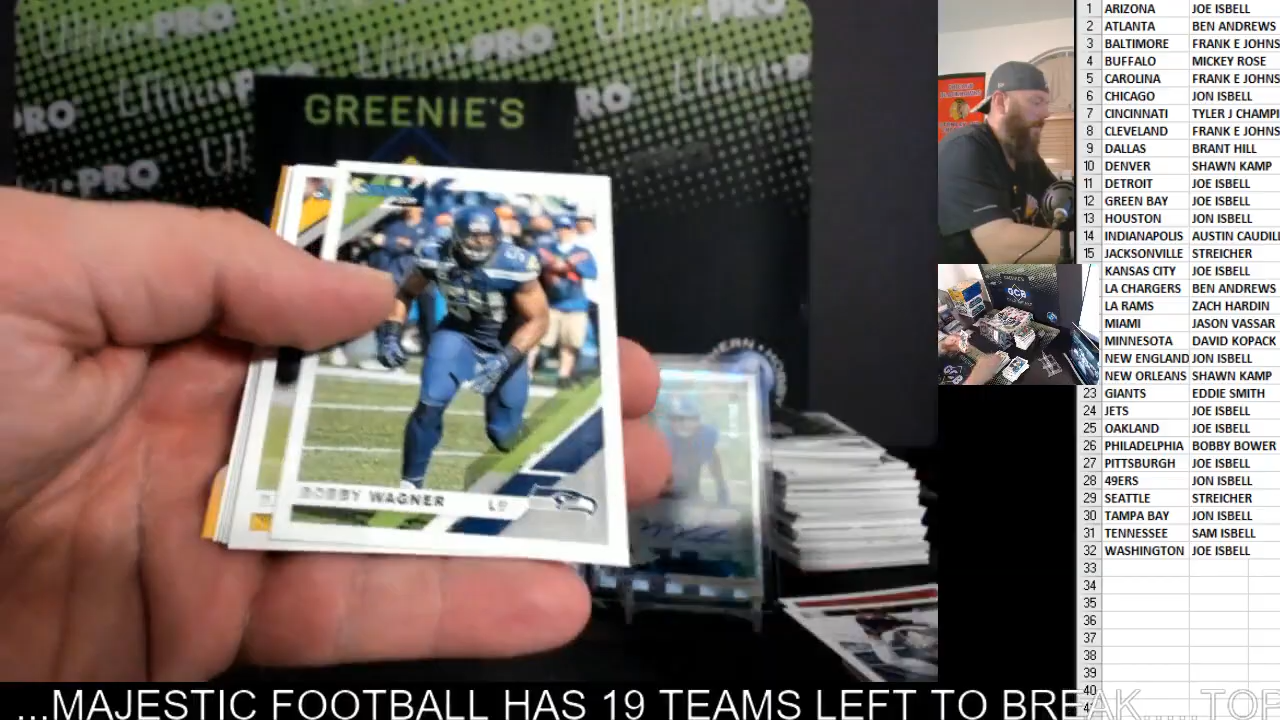 Ultra PRO
GREENIE'S
BOBBY WAGNER LB
GCB
1 ARIZONA JOE ISBELL
2 ATLANTA BEN ANDREWS
3 BALTIMORE FRANK E JOHNS
4 BUFFALO MICKEY ROSE
5 CAROLINA FRANK E JOHNS
6 CHICAGO JON ISBELL
7 CINCINNATI TYLER J CHAMPI
8 CLEVELAND FRANK E JOHNS
9 DALLAS BRANT HILL
10 DENVER SHAWN KAMP
11 DETROIT JOE ISBELL
12 GREEN BAY JOE ISBELL
13 HOUSTON JON ISBELL
14 INDIANAPOLIS AUSTIN CAUDILI
15 JACKSONVILLE STREICHER
KANSAS CITY JOE ISBELL
LA CHARGERS BEN ANDREWS
LA RAMS ZACH HARDIN
MIAMI JASON VASSAR
MINNESOTA DAVID KOPACK
NEW ENGLAND JON ISBELL
NEW ORLEANS SHAWN KAMP
23 GIANTS EDDIE SMITH
24 JETS JOE ISBELL
25 OAKLAND JOE ISBELL
26 PHILADELPHIA BOBBY BOWER
27 PITTSBURGH JOE ISBELL
28 49ERS JON ISBELL
29 SEATTLE STREICHER
30 TAMPA BAY JON ISBELL
31 TENNESSEE SAM ISBELL
32 WASHINGTON JOE ISBELL
33
34
35
36
37
38
39
40
...MAJESTIC FOOTBALL HAS 19 TEAMS LEFT TO BREAK.... TOP